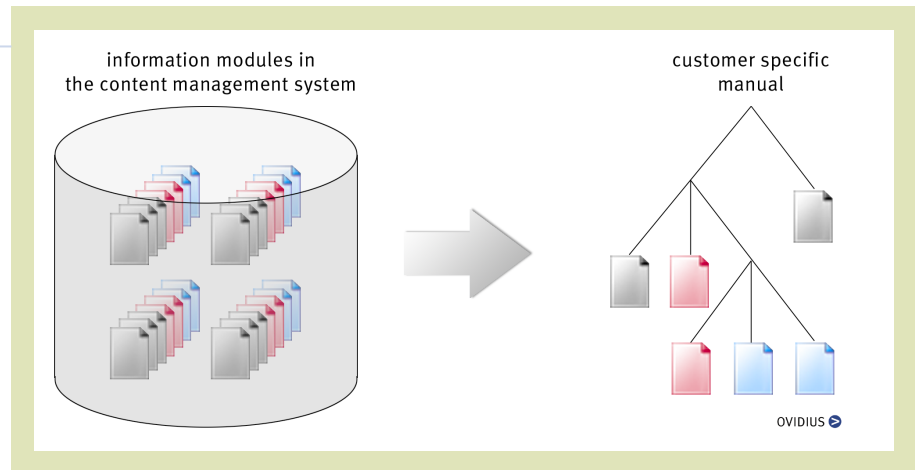 information modules in
the content management system
customer specific
manual
OVIDIUS